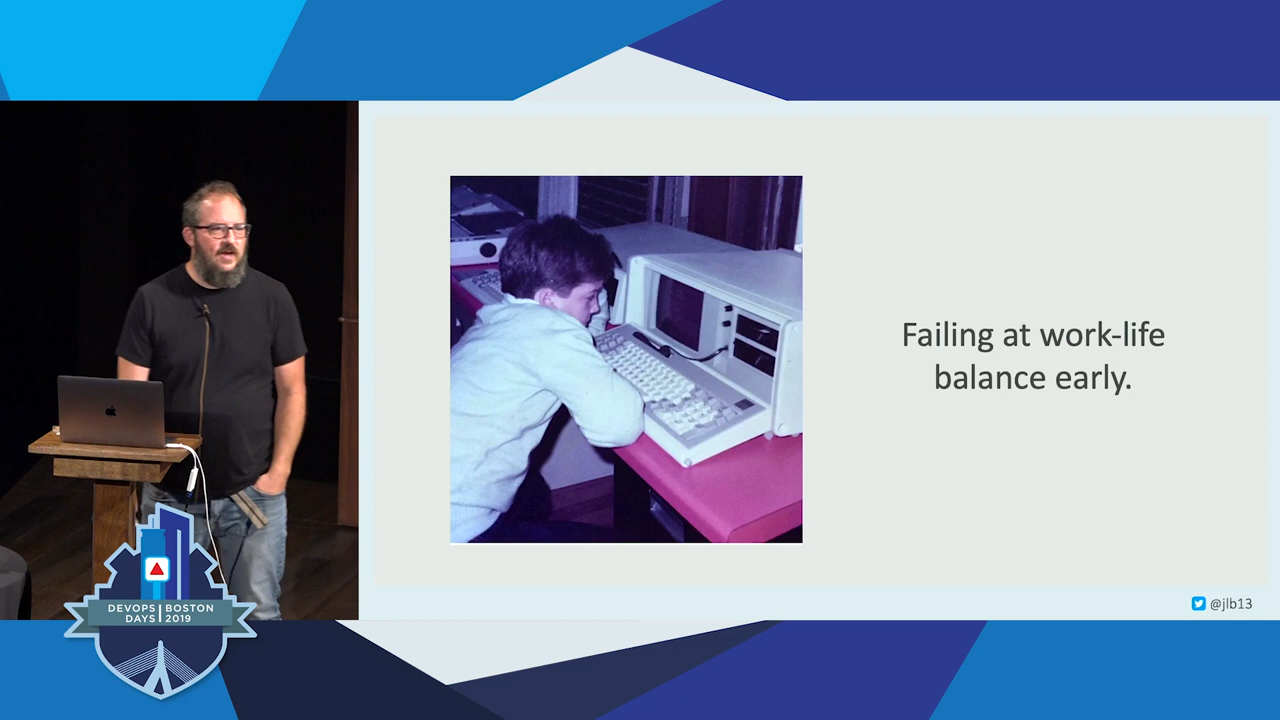 Failing at work-life
balance early.
@jlb13
DEVOPS BOSTON
DAYS 2019